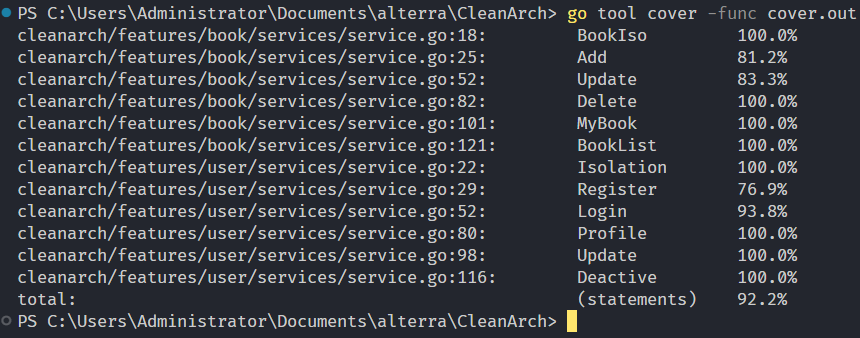 PS C:\Users\Administrator\Documents\alterra\CleanArch> go tool cover -func cover.out
cleanarch/features/book/services/service.go:18: BookIso 100.0%
cleanarch/features/book/services/service.go:25: Add 81.2%
cleanarch/features/book/services/service.go:52: Update 83.3%
cleanarch/features/book/services/service.go:82: Delete 100.0%
cleanarch/features/book/services/service.go:101: MyBook 100.0%
cleanarch/features/book/services/service.go:121: BookList 100.0%
cleanarch/features/user/services/service.go:22: Isolation 100.0%
cleanarch/features/user/services/service.go:29: Register 76.9%
cleanarch/features/user/services/service.go:52: Login 93.8%
cleanarch/features/user/services/service.go:80: Profile 100.0%
cleanarch/features/user/services/service.go:98: Update 100.0%
cleanarch/features/user/services/service.go:116: Deactive 100.0%
total: (statements) 92.2%
PS C:\Users\Administrator\Documents\alterra\CleanArch>